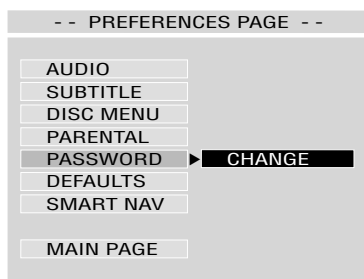 - - PREFERENCES PAGE - -
AUDIO
SUBTITLE
DISC MENU
PARENTAL
PASSWORD CHANGE
DEFAULTS
SMART NAV
MAIN PAGE